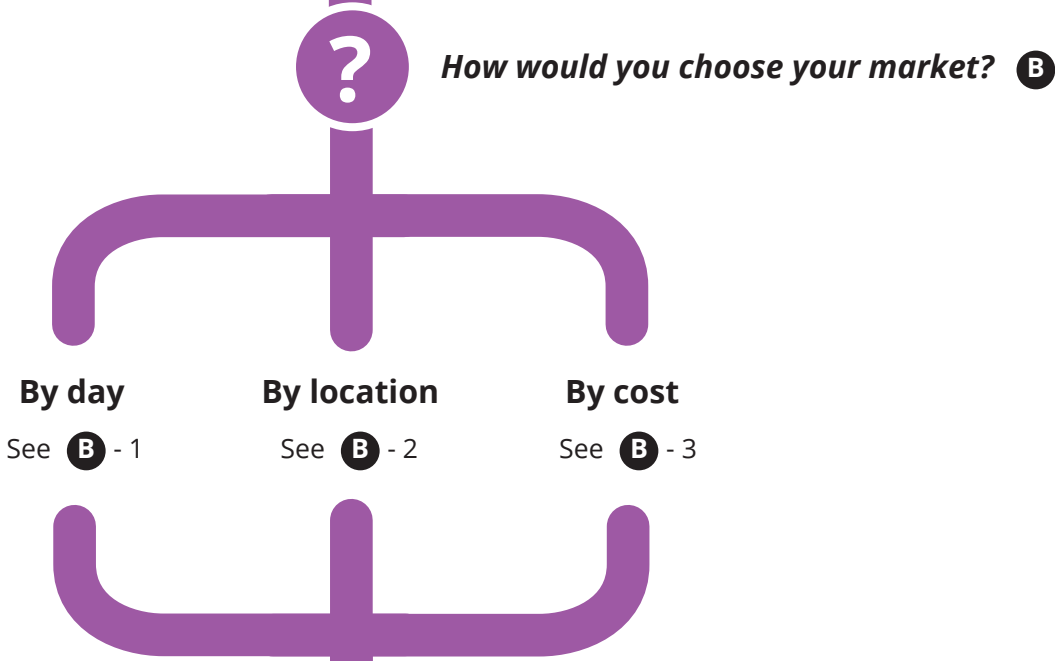 ?
How would you choose your market? B
By day
By location
By cost
See B - 1
See B - 2
See B - 3